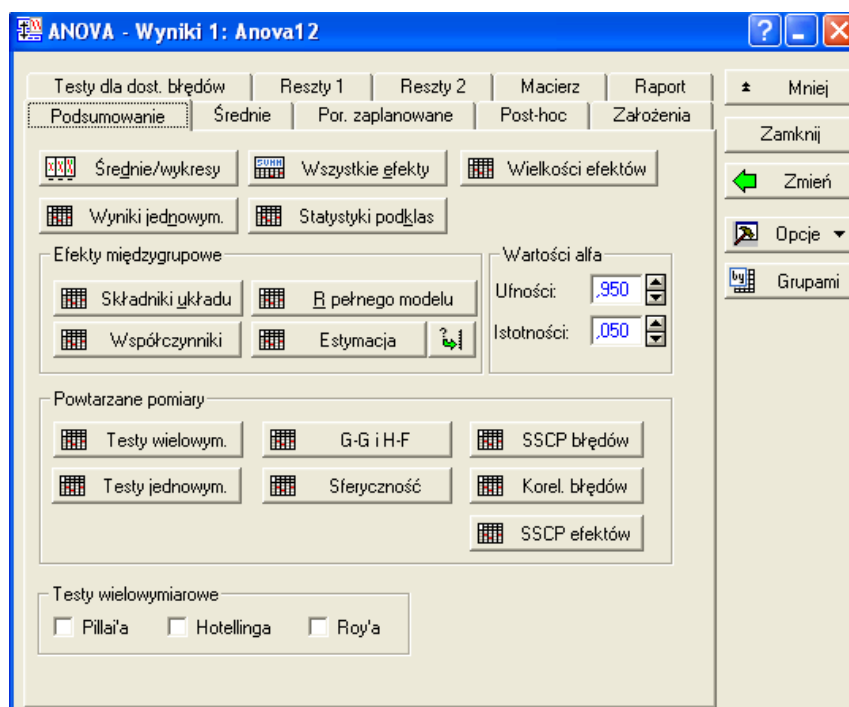 ANOVA - Wyniki 1: Anova12
Testy dla dost. błędów Reszty 1 Reszty 2 Macierz Raport
Podsumowanie Średnie Por. zaplanowane Post-hoc Założenia
Mniej
Zamknij
Zmień
Opcje
Grupami
Średnie/wykresy Wszystkie efekty Wielkości efektów
Wyniki jednowym. Statystyki podklas
Efekty międzygrupowe
Składniki układu R pełnego modelu
Współczynniki Estymacja
Wartości alfa
Ufności: ,950
Istotności: ,050
Powtarzane pomiary
Testy wielowym. G-G i H-F SSCP błędów
Testy jednowym. Sferyczność Korel. błędów
SSCP efektów
Testy wielowymiarowe
Pillai'a Hotellinga Roy'a